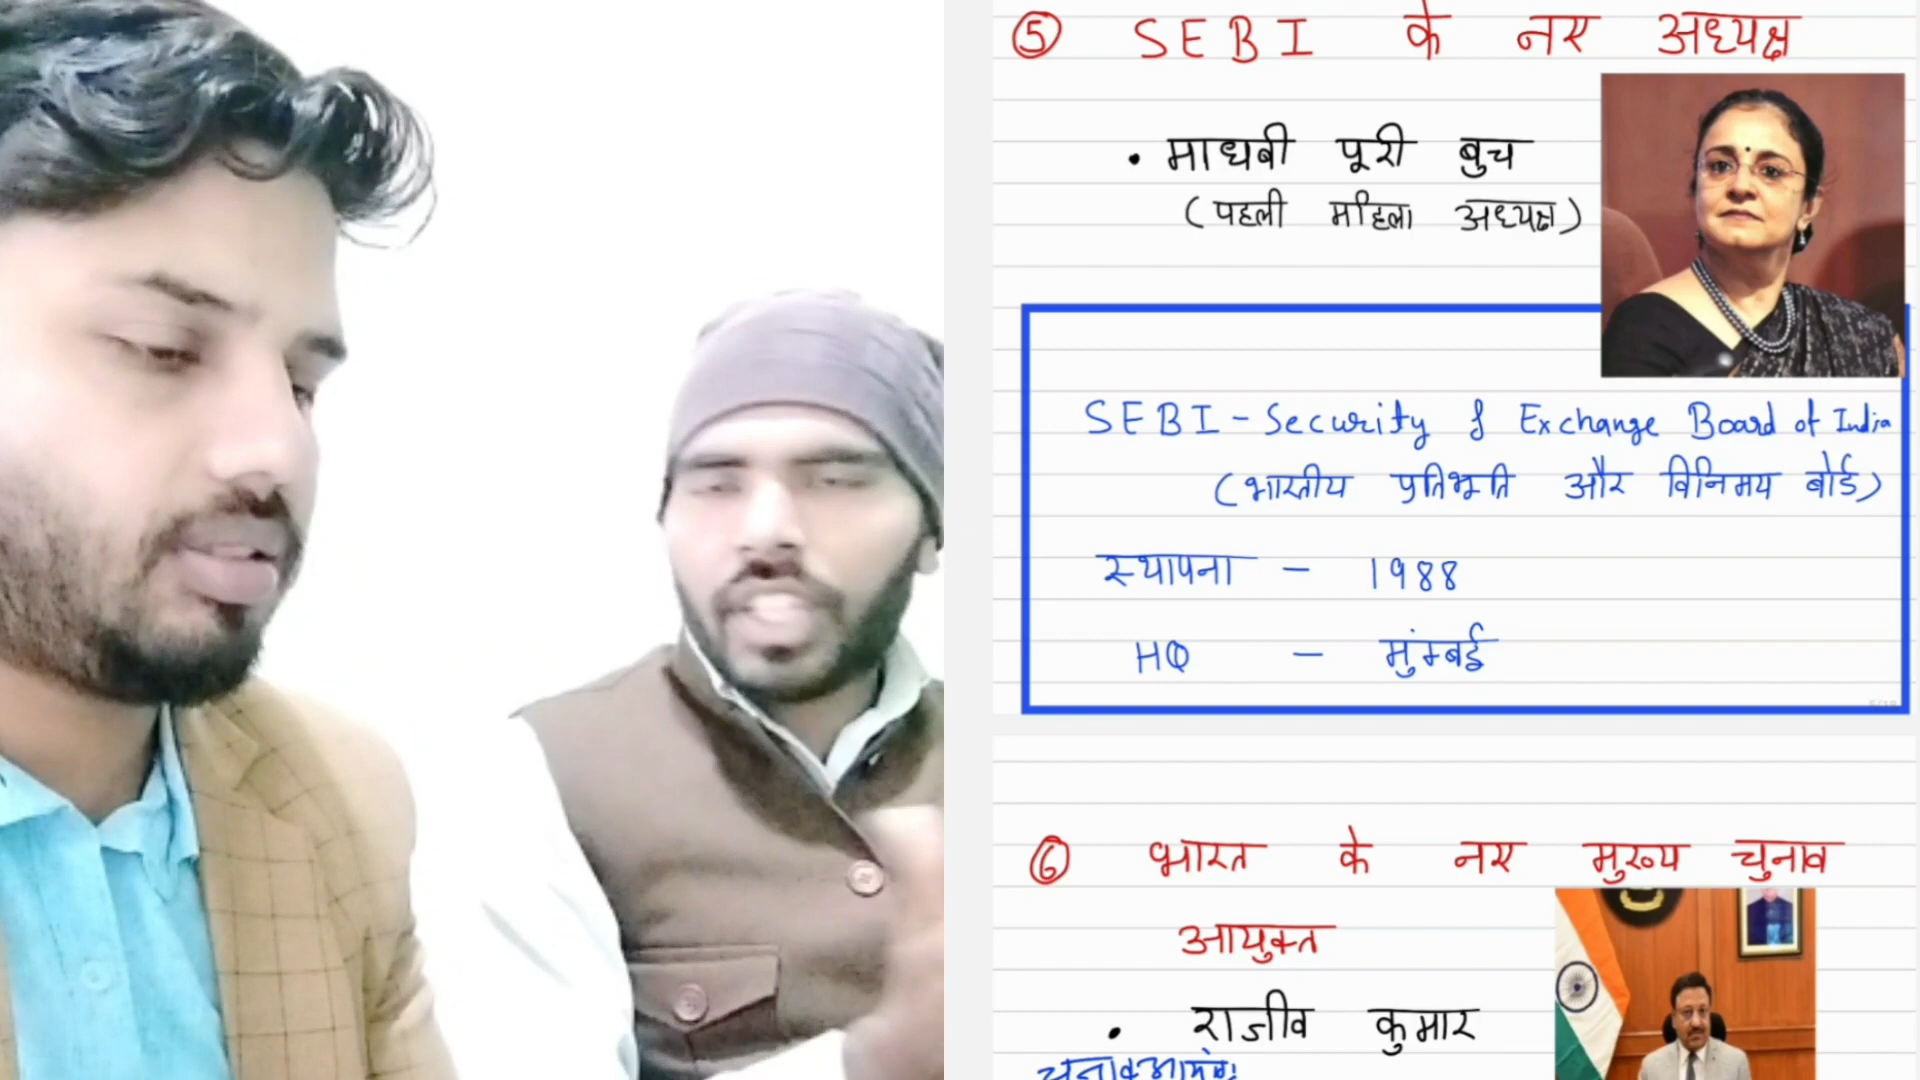 ⑤ SEBI के नए अध्यक्ष
• माधबी पूरी बुच
(पहली महिला अध्यक्ष)
SEBI - Security & Exchange Board of India
(भारतीय प्रतिभूति और विनिमय बोर्ड)
स्थापना - 1988
HQ - मुंम्बई
⑥ भारत के नए मुख्य चुनाव
आयुक्त
• राजीव कुमार